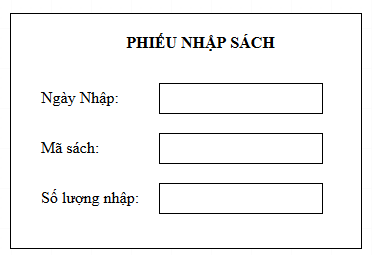 PHIẾU NHẬP SÁCH
Ngày Nhập:
Mã sách:
Số lượng nhập: